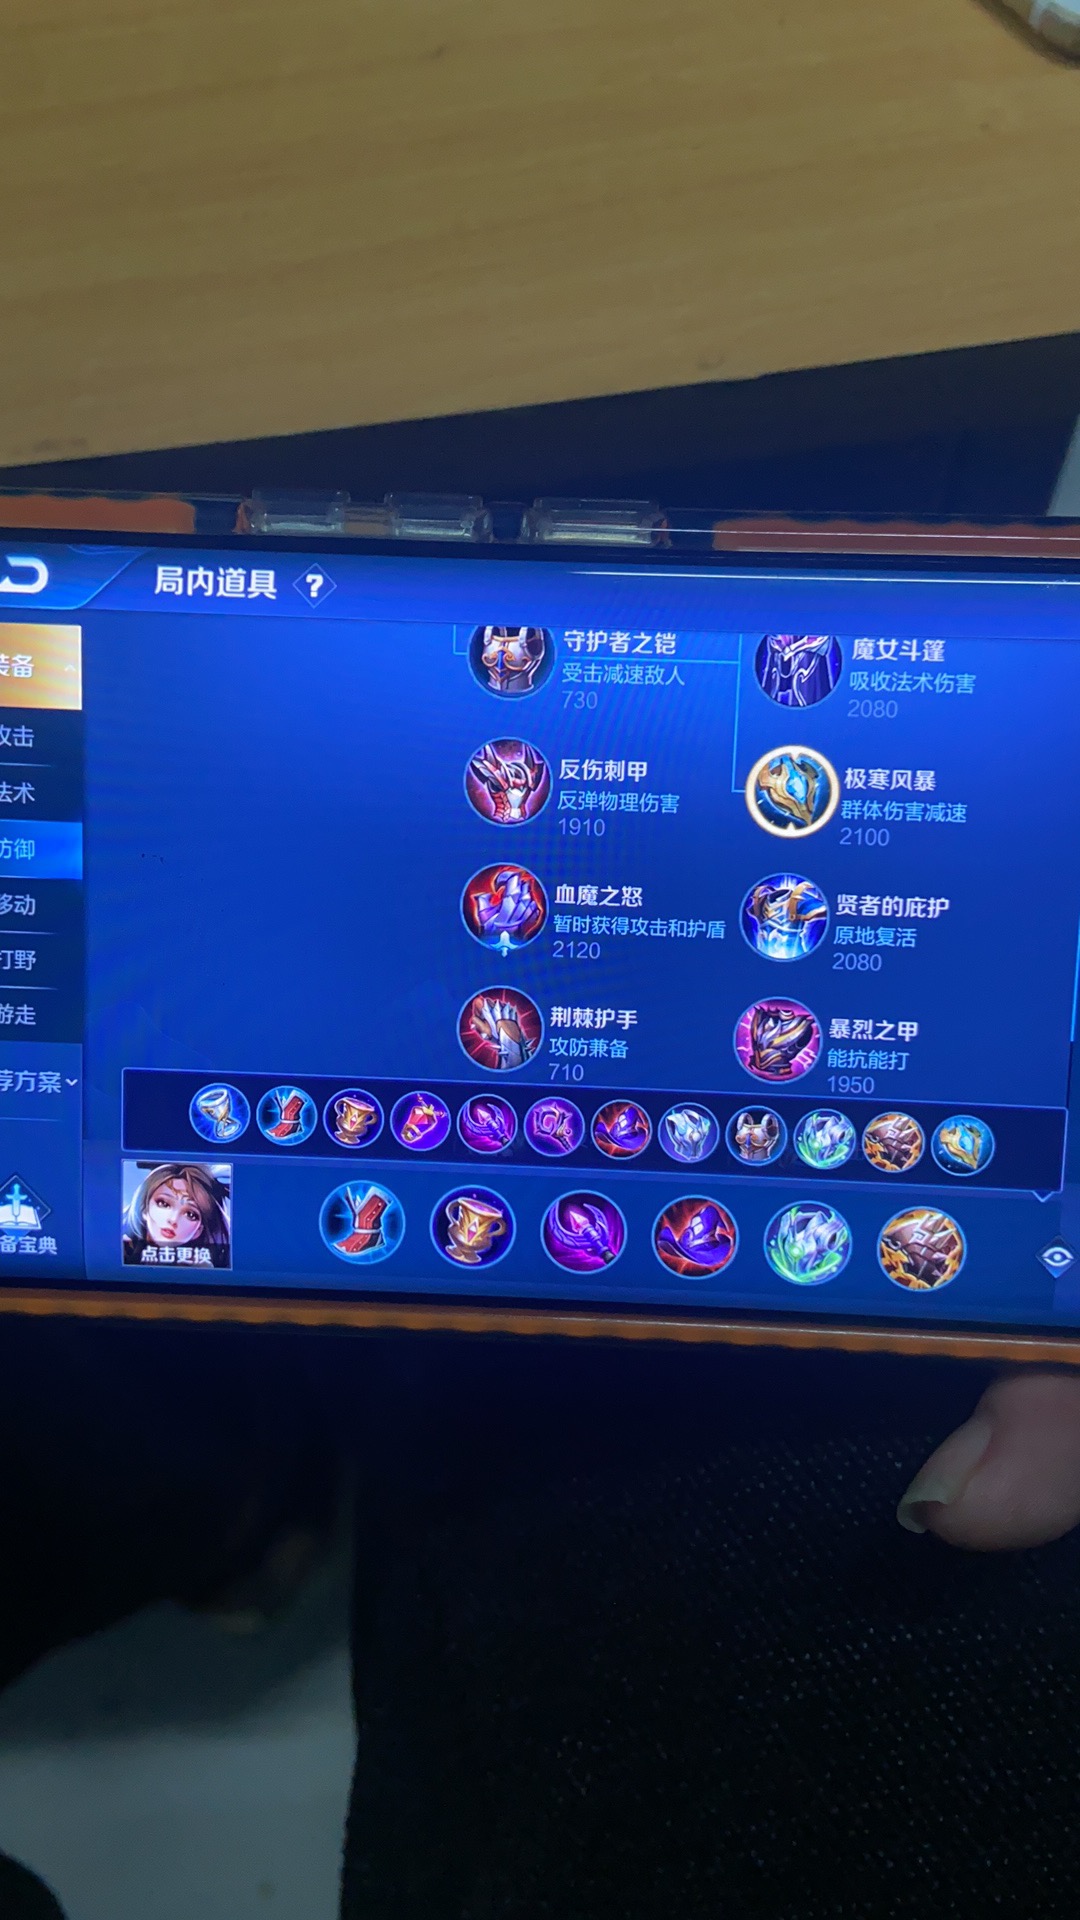 局内道具 ?
装备
攻击
法术
防御
移动
打野
游走
荐方案
备宝典
守护者之铠
受击减速敌人
730
魔女斗篷
吸收法术伤害
2080
反伤刺甲
反弹物理伤害
1910
极寒风暴
群体伤害减速
2100
血魔之怒
暂时获得攻击和护盾
2120
贤者的庇护
原地复活
2080
荆棘护手
攻防兼备
710
暴烈之甲
能抗能打
1950
点击更换